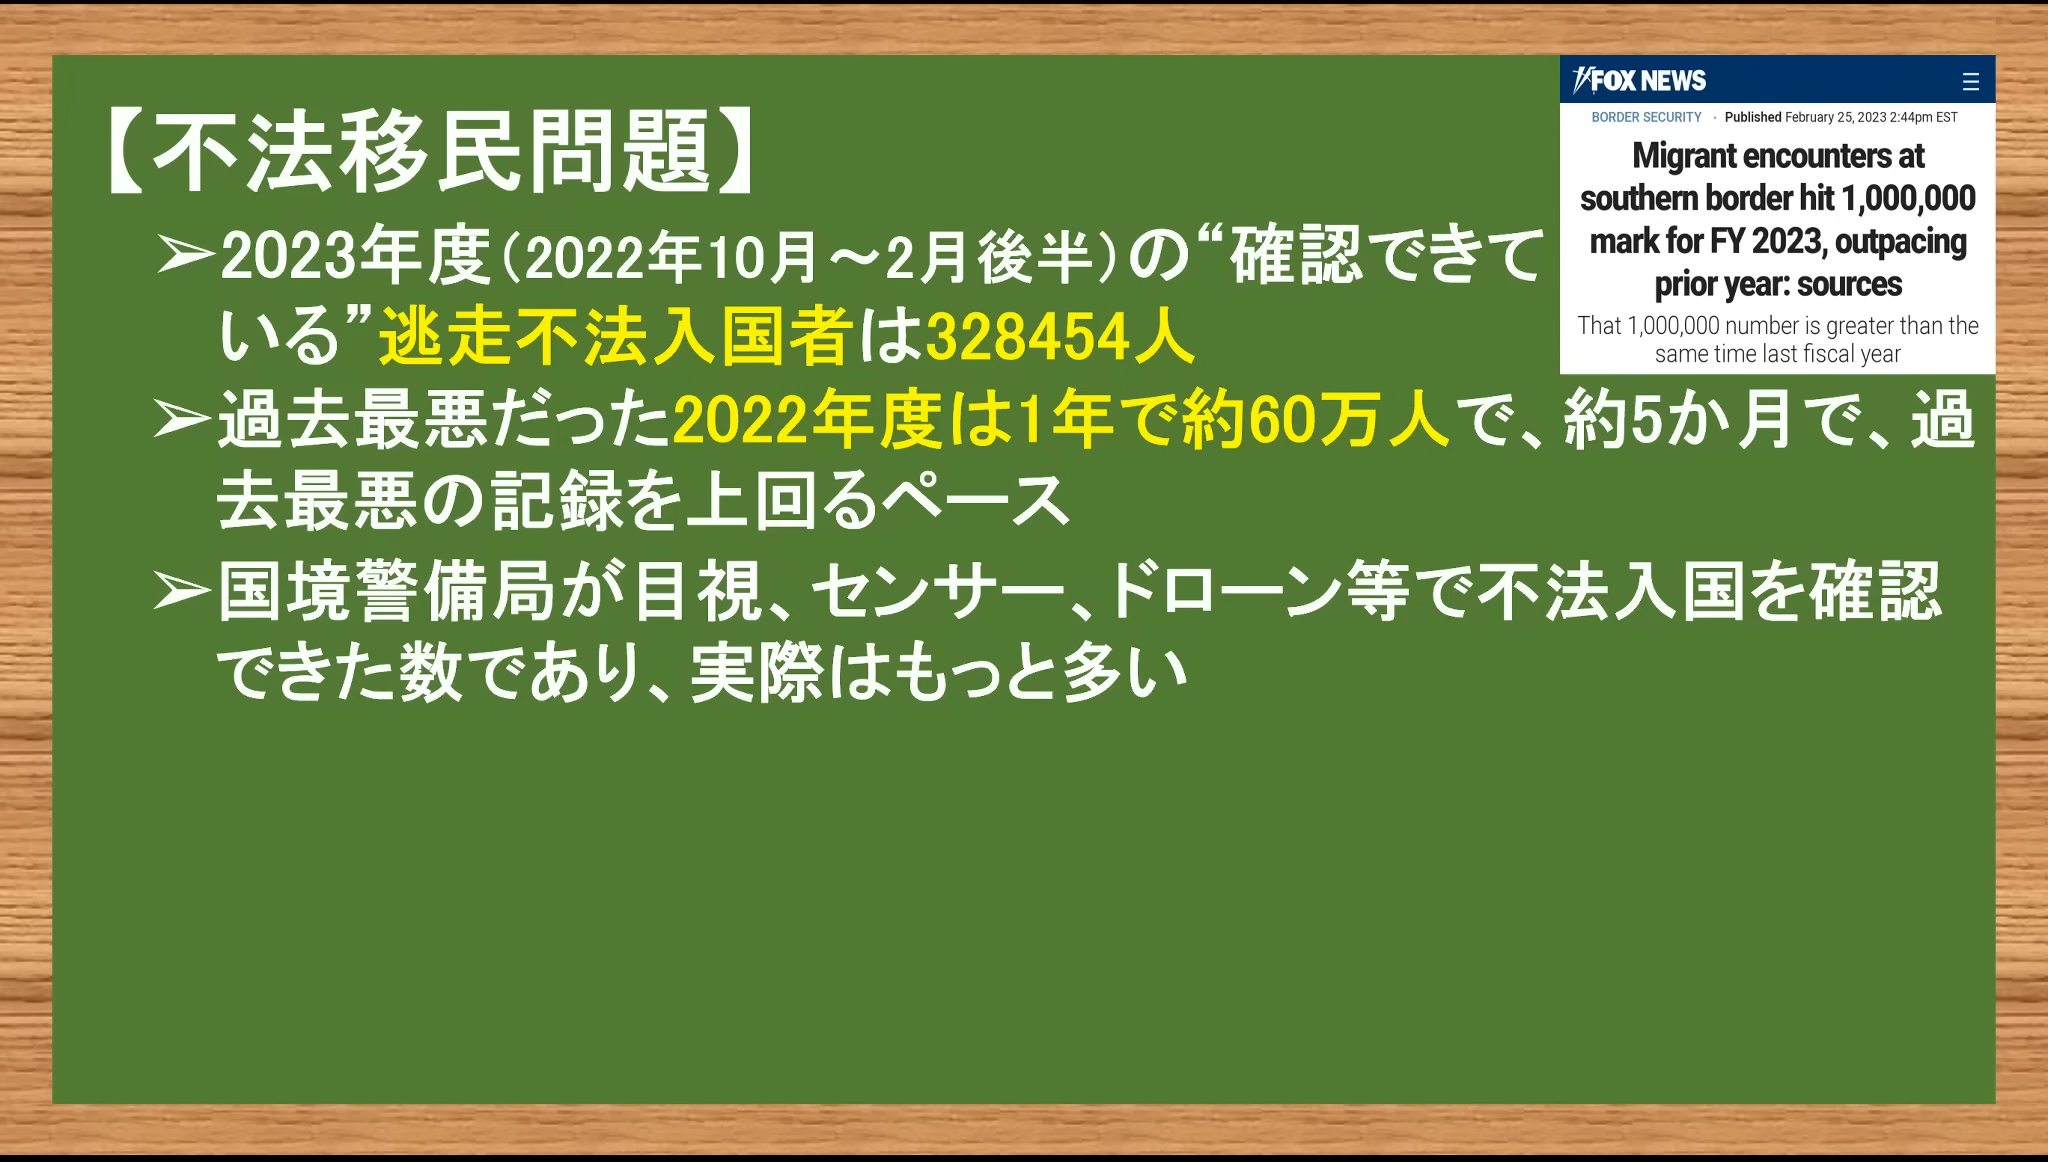 【不法移民問題】
➢2023年度（2022年10月～2月後半）の“確認できて
いる”逃走不法入国者は328454人
➢過去最悪だった2022年度は1年で約60万人で、約5か月で、過
去最悪の記録を上回るペース
➢国境警備局が目視、センサー、ドローン等で不法入国を確認
できた数であり、実際はもっと多い
FOX NEWS
BORDER SECURITY · Published February 25, 2023 2:44pm EST
Migrant encounters at
southern border hit 1,000,000
mark for FY 2023, outpacing
prior year: sources
That 1,000,000 number is greater than the
same time last fiscal year